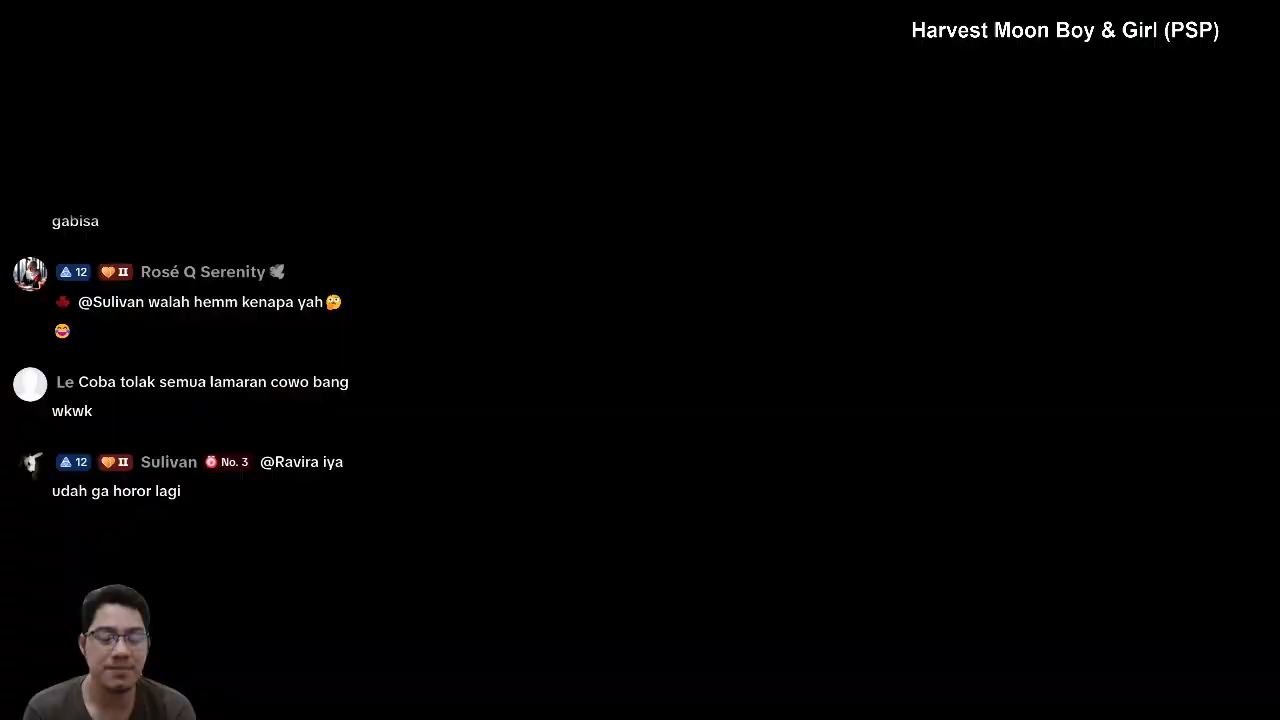 Harvest Moon Boy & Girl (PSP)
gabisa
12 II Rosé Q Serenity 🕊️
@Sulivan walah hemm kenapa yah🙄
😂
Le Coba tolak semua lamaran cowo bang
wkwk
12 II Sulivan No. 3 @Ravira iya
udah ga horor lagi